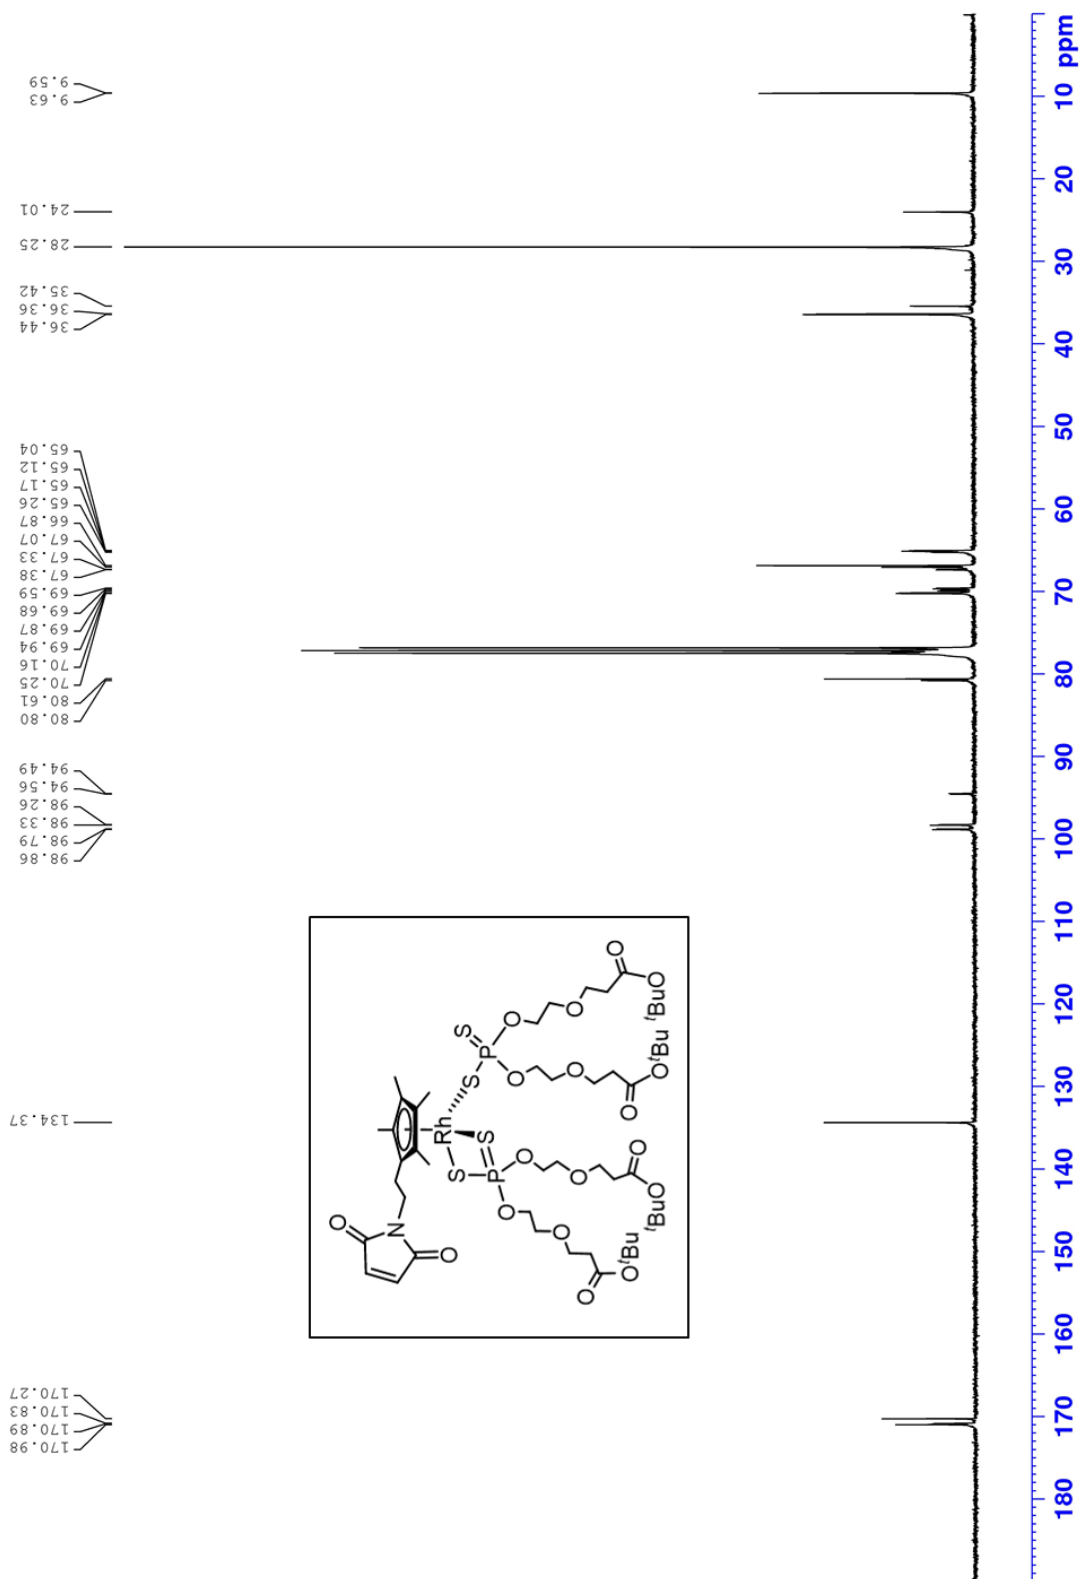 170.98
170.89
170.83
170.27
134.37
98.86
98.79
98.33
98.26
94.56
94.49
80.80
80.61
70.25
70.16
69.94
69.87
69.68
69.59
67.38
67.33
67.07
66.87
65.26
65.17
65.12
65.04
36.44
36.36
35.42
28.25
24.01
9.63
9.59
O
N
O
Rh
S
S
S
S
P
P
O
O
O
O
O
O
O
O
O
O
O
O
OᵗBu ᵗBuO OᵗBu ᵗBuO
180 170 160 150 140 130 120 110 100 90 80 70 60 50 40 30 20 10 ppm